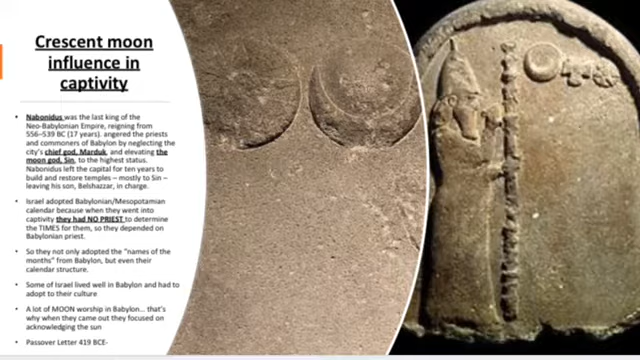 Crescent moon
influence in
captivity
• Nabonidus was the last king of the
Neo-Babylonian Empire, reigning from
556–539 BC (17 years). angered the priests
and commoners of Babylon by neglecting the
city's chief god, Marduk, and elevating the
moon god, Sin, to the highest status.
Nabonidus left the capital for ten years to
build and restore temples – mostly to Sin –
leaving his son, Belshazzar, in charge.
• Israel adopted Babylonian/Mesopotamian
calendar because when they went into
captivity they had NO PRIEST to determine
the TIMES for them, so they depended on
Babylonian priest.
• So they not only adopted the "names of the
months" from Babylon, but even their
calendar structure.
• Some of Israel lived well in Babylon and had to
adopt to their culture
• A lot of MOON worship in Babylon... that's
why when they came out they focused on
acknowledging the sun
• Passover Letter 419 BCE-